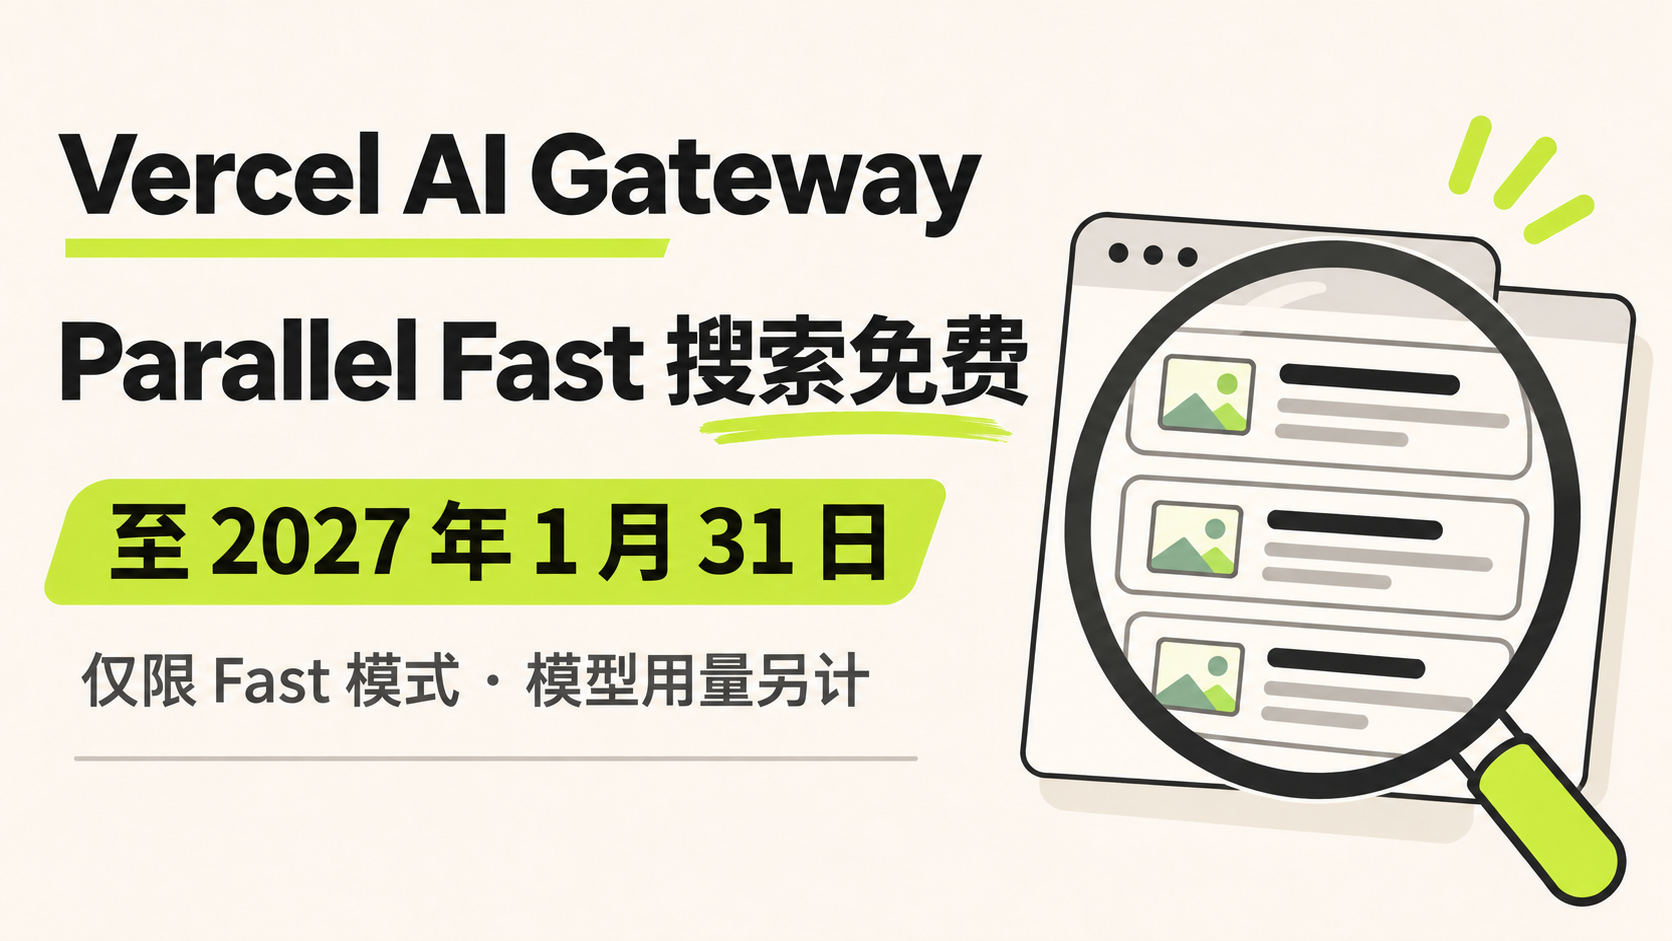 Vercel AI Gateway
Parallel Fast 搜索免费
至 2027 年 1 月 31 日
仅限 Fast 模式 · 模型用量另计